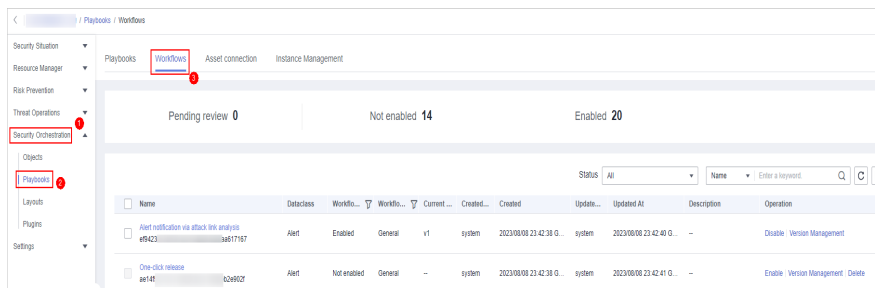 / Playbooks / Workflows
Security Situation
Resource Manager
Risk Prevention
Threat Operations
1
Security Orchestration
Objects
Playbooks 2
Layouts
Plugins
Settings
Playbooks Workflows Asset connection Instance Management
3
Pending review 0 Not enabled 14 Enabled 20
Status All Name Enter a keyword.
Name Dataclass Workflo... Workflo... Current ... Created... Created Update... Updated At Description Operation
Alert notification via attack link analysis
ef9423 aa617167
Alert Enabled General v1 system 2023/08/08 23:42:38 G... system 2023/08/08 23:42:40 G... -- Disable | Version Management
One-click release
ae14f b2e902f
Alert Not enabled General -- system 2023/08/08 23:42:38 G... system 2023/08/08 23:42:41 G... -- Enable | Version Management | Delete